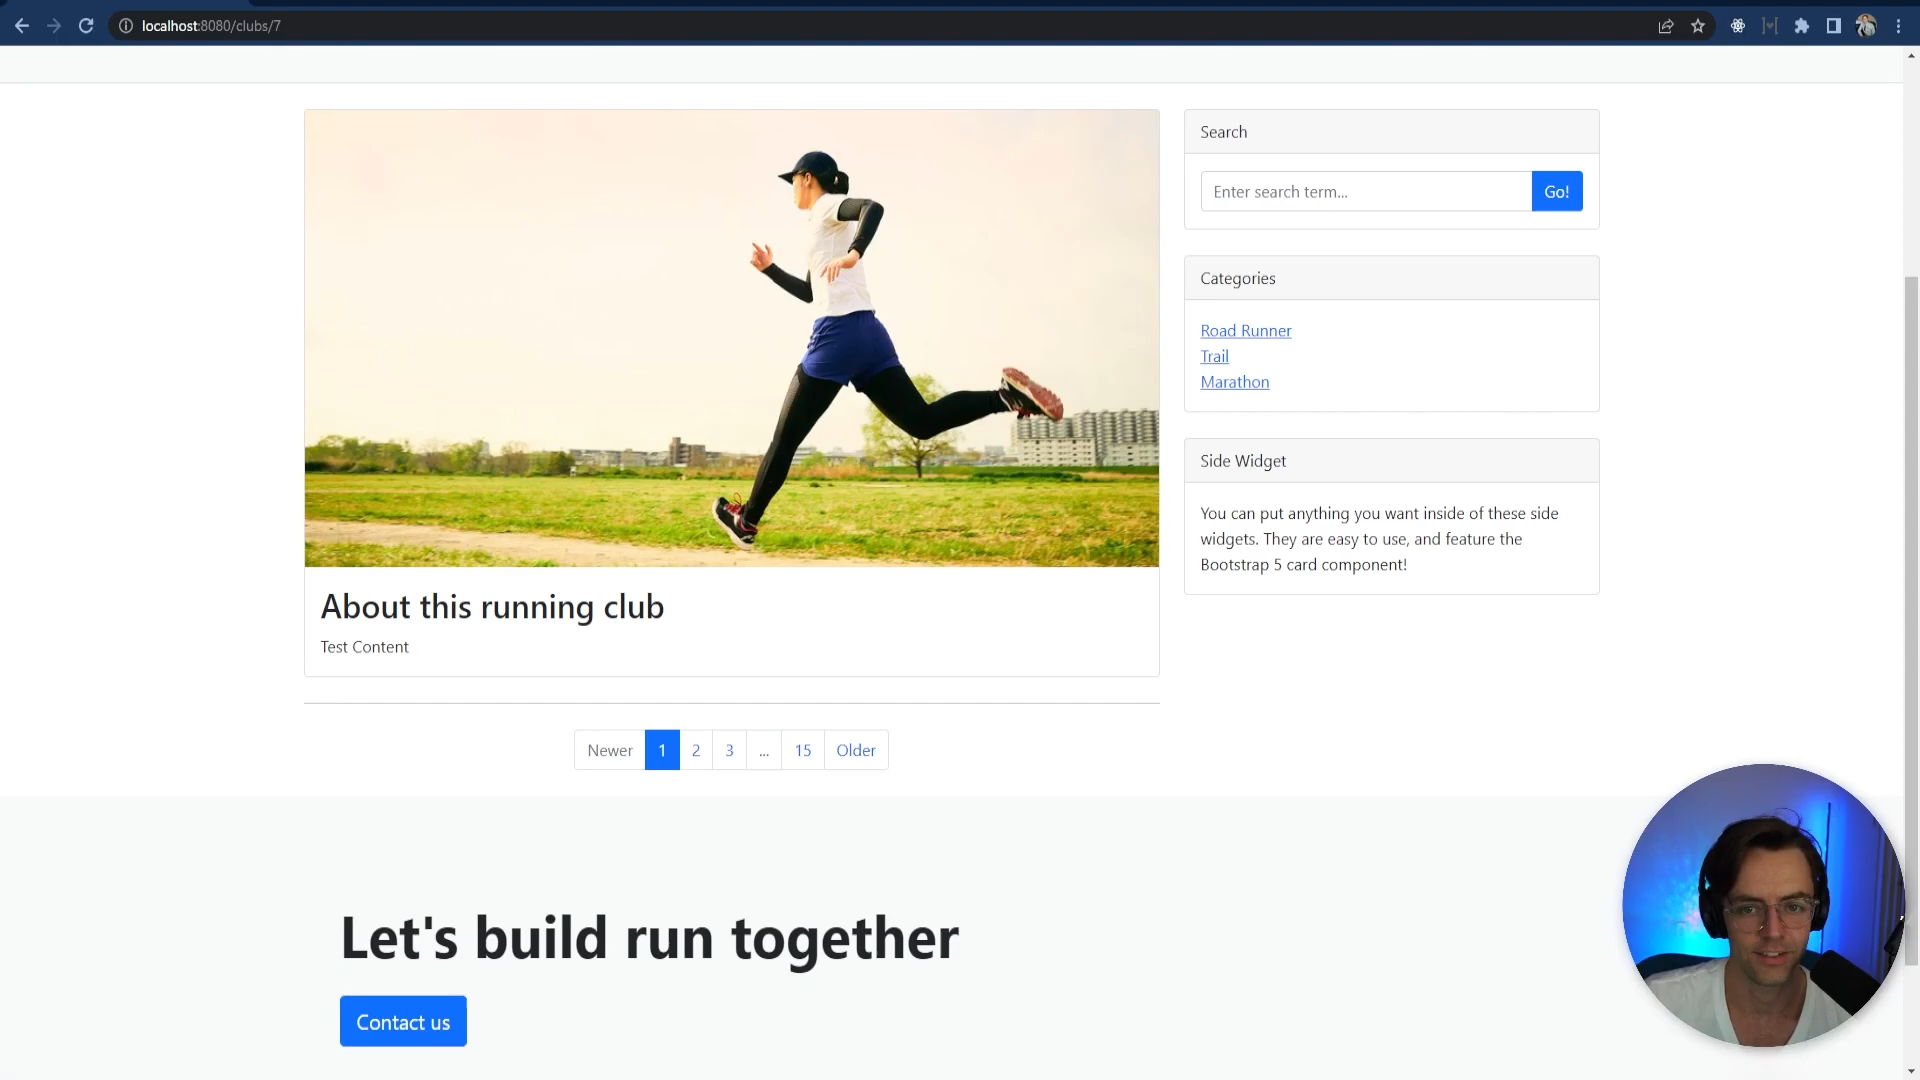 localhost:8080/clubs/7
Search
Enter search term...
Go!
Categories
Road Runner
Trail
Marathon
Side Widget
You can put anything you want inside of these side
widgets. They are easy to use, and feature the
Bootstrap 5 card component!
About this running club
Test Content
Newer 1 2 3 ... 15 Older
Let's build run together
Contact us